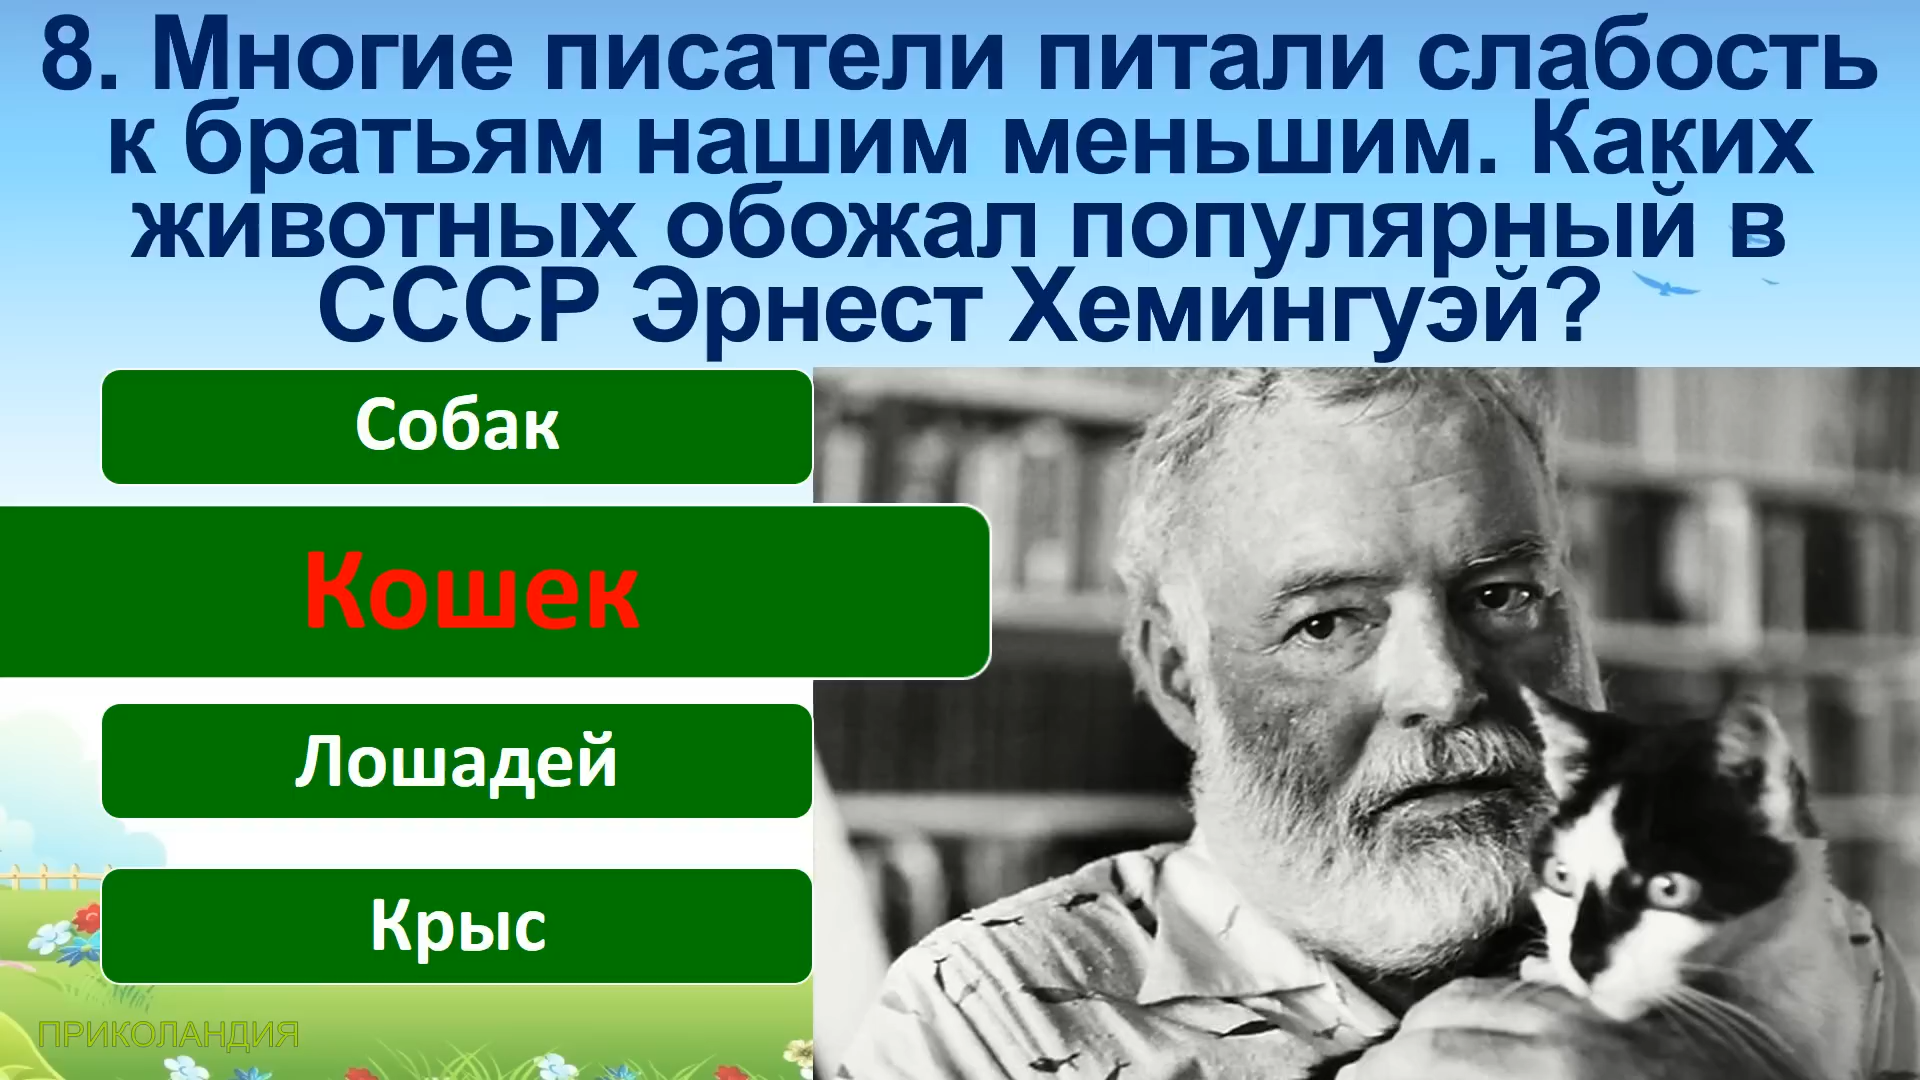 8. Многие писатели питали слабость
к братьям нашим меньшим. Каких
животных обожал популярный в
СССР Эрнест Хемингуэй?
Собак
Кошек
Лошадей
Крыс
ПРИКОЛАНДИЯ